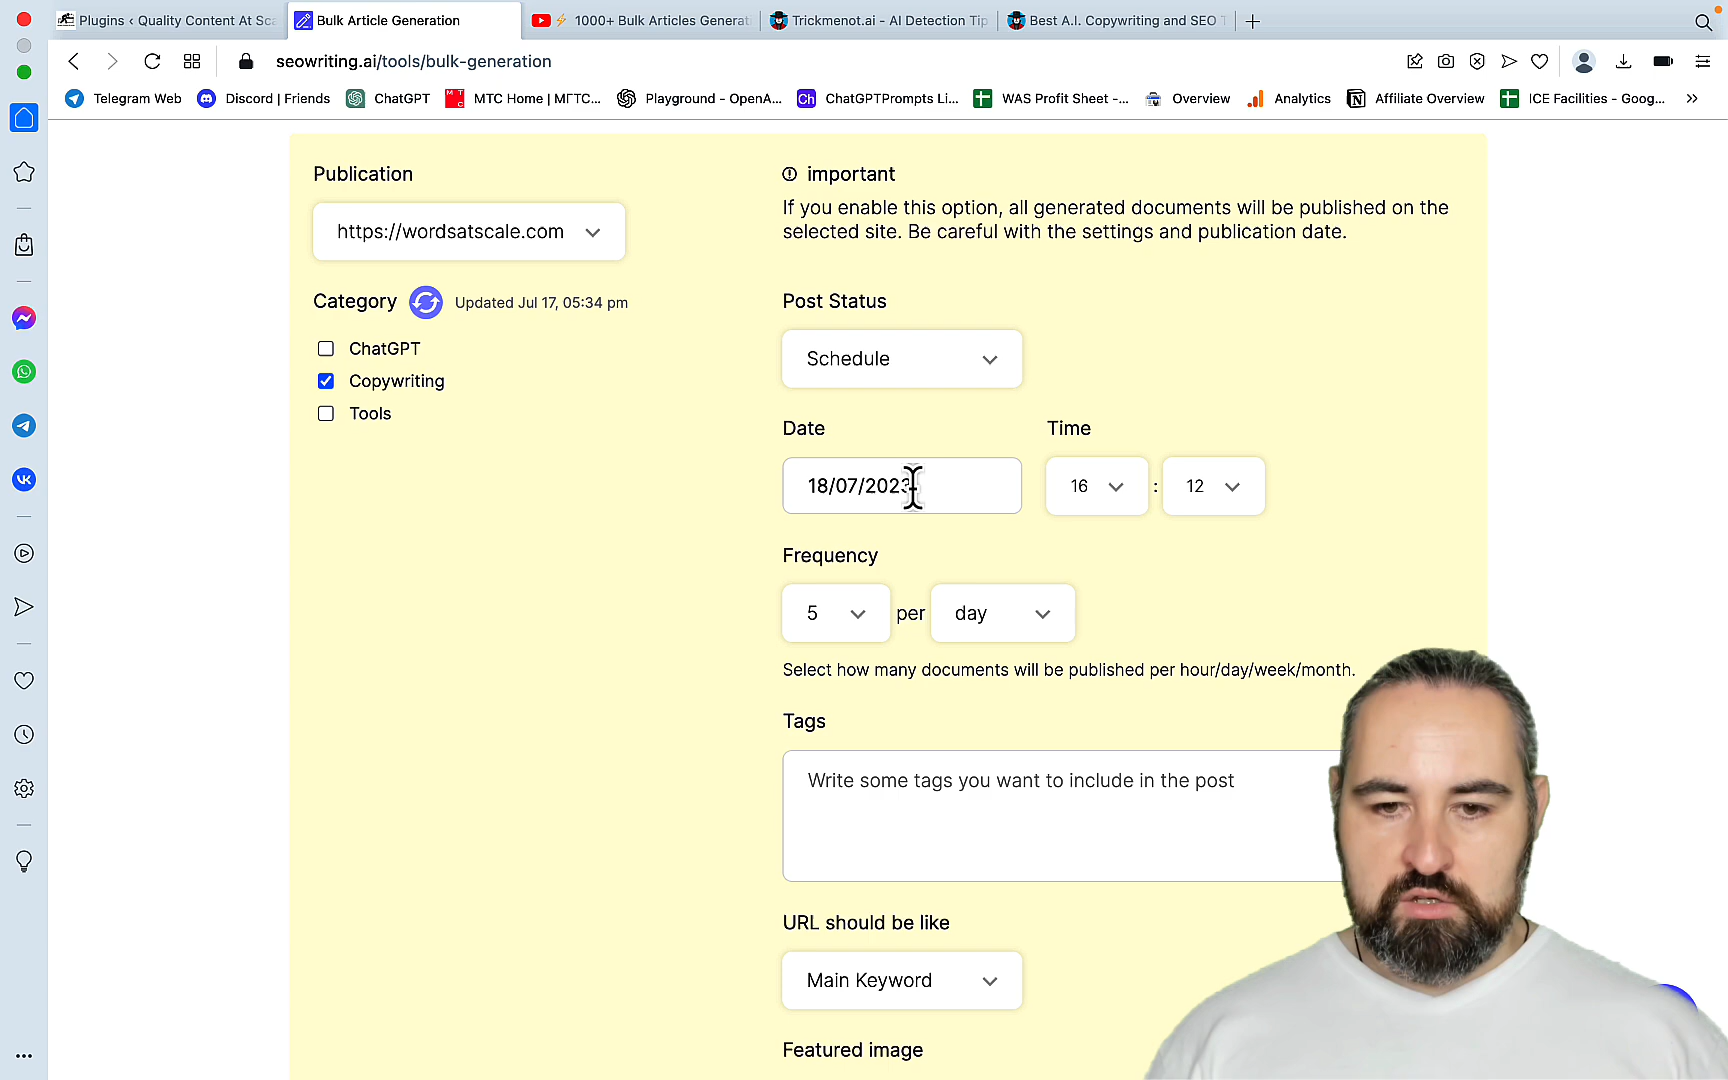 Plugins ‹ Quality Content At Sca
Bulk Article Generation
1000+ Bulk Articles Generat
Trickmenot.ai - AI Detection Tip
Best A.I. Copywriting and SEO T
seowriting.ai/tools/bulk-generation
Telegram Web
Discord | Friends
ChatGPT
MTC Home | МГТС...
Playground - OpenA...
Ch
ChatGPTPrompts Li...
WAS Profit Sheet -...
Overview
Analytics
Affiliate Overview
ICE Facilities - Goog...
Publication
https://wordsatscale.com
Category
Updated Jul 17, 05:34 pm
ChatGPT
Copywriting
Tools
important
If you enable this option, all generated documents will be published on the
selected site. Be careful with the settings and publication date.
Post Status
Schedule
Date
Time
18/07/2023
16
:
12
Frequency
5
per
day
Select how many documents will be published per hour/day/week/month.
Tags
Write some tags you want to include in the post
URL should be like
Main Keyword
Featured image